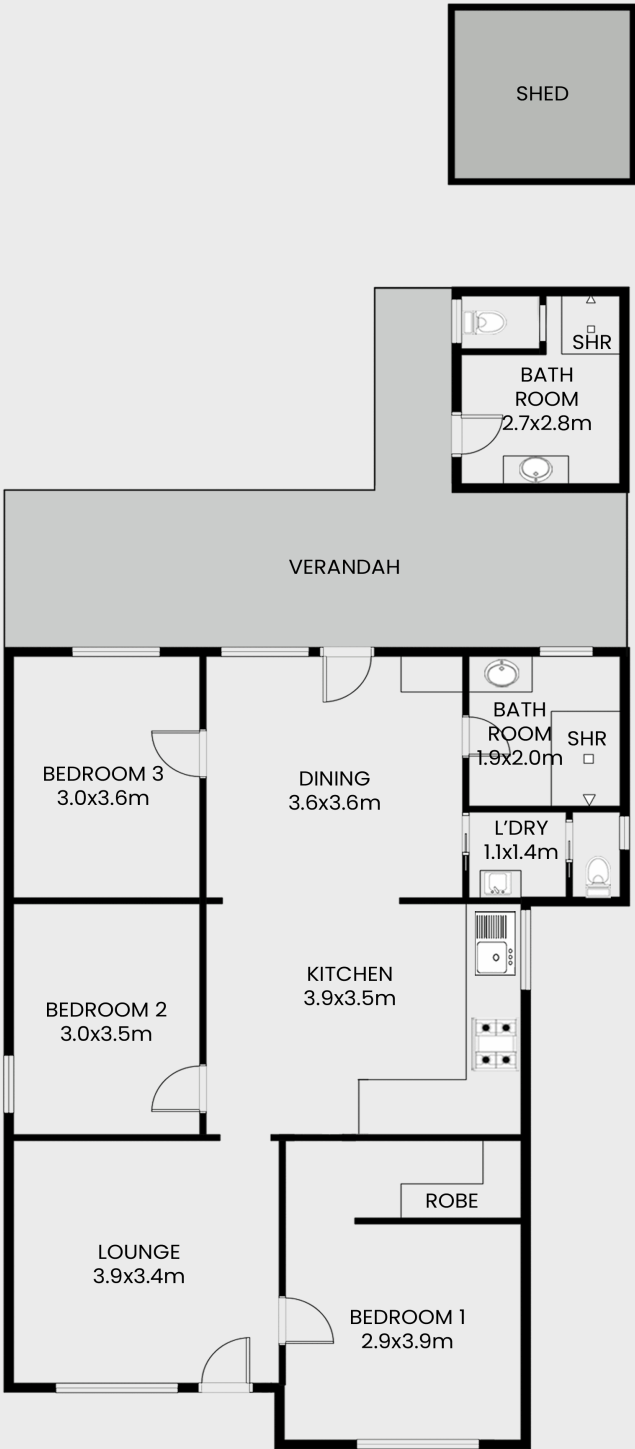 SHED
SHR
BATH
ROOM
2.7x2.8m
VERANDAH
BATH
ROOM
1.9x2.0m
SHR
BEDROOM 3
3.0x3.6m
DINING
3.6x3.6m
L'DRY
1.1x1.4m
KITCHEN
3.9x3.5m
BEDROOM 2
3.0x3.5m
ROBE
LOUNGE
3.9x3.4m
BEDROOM 1
2.9x3.9m